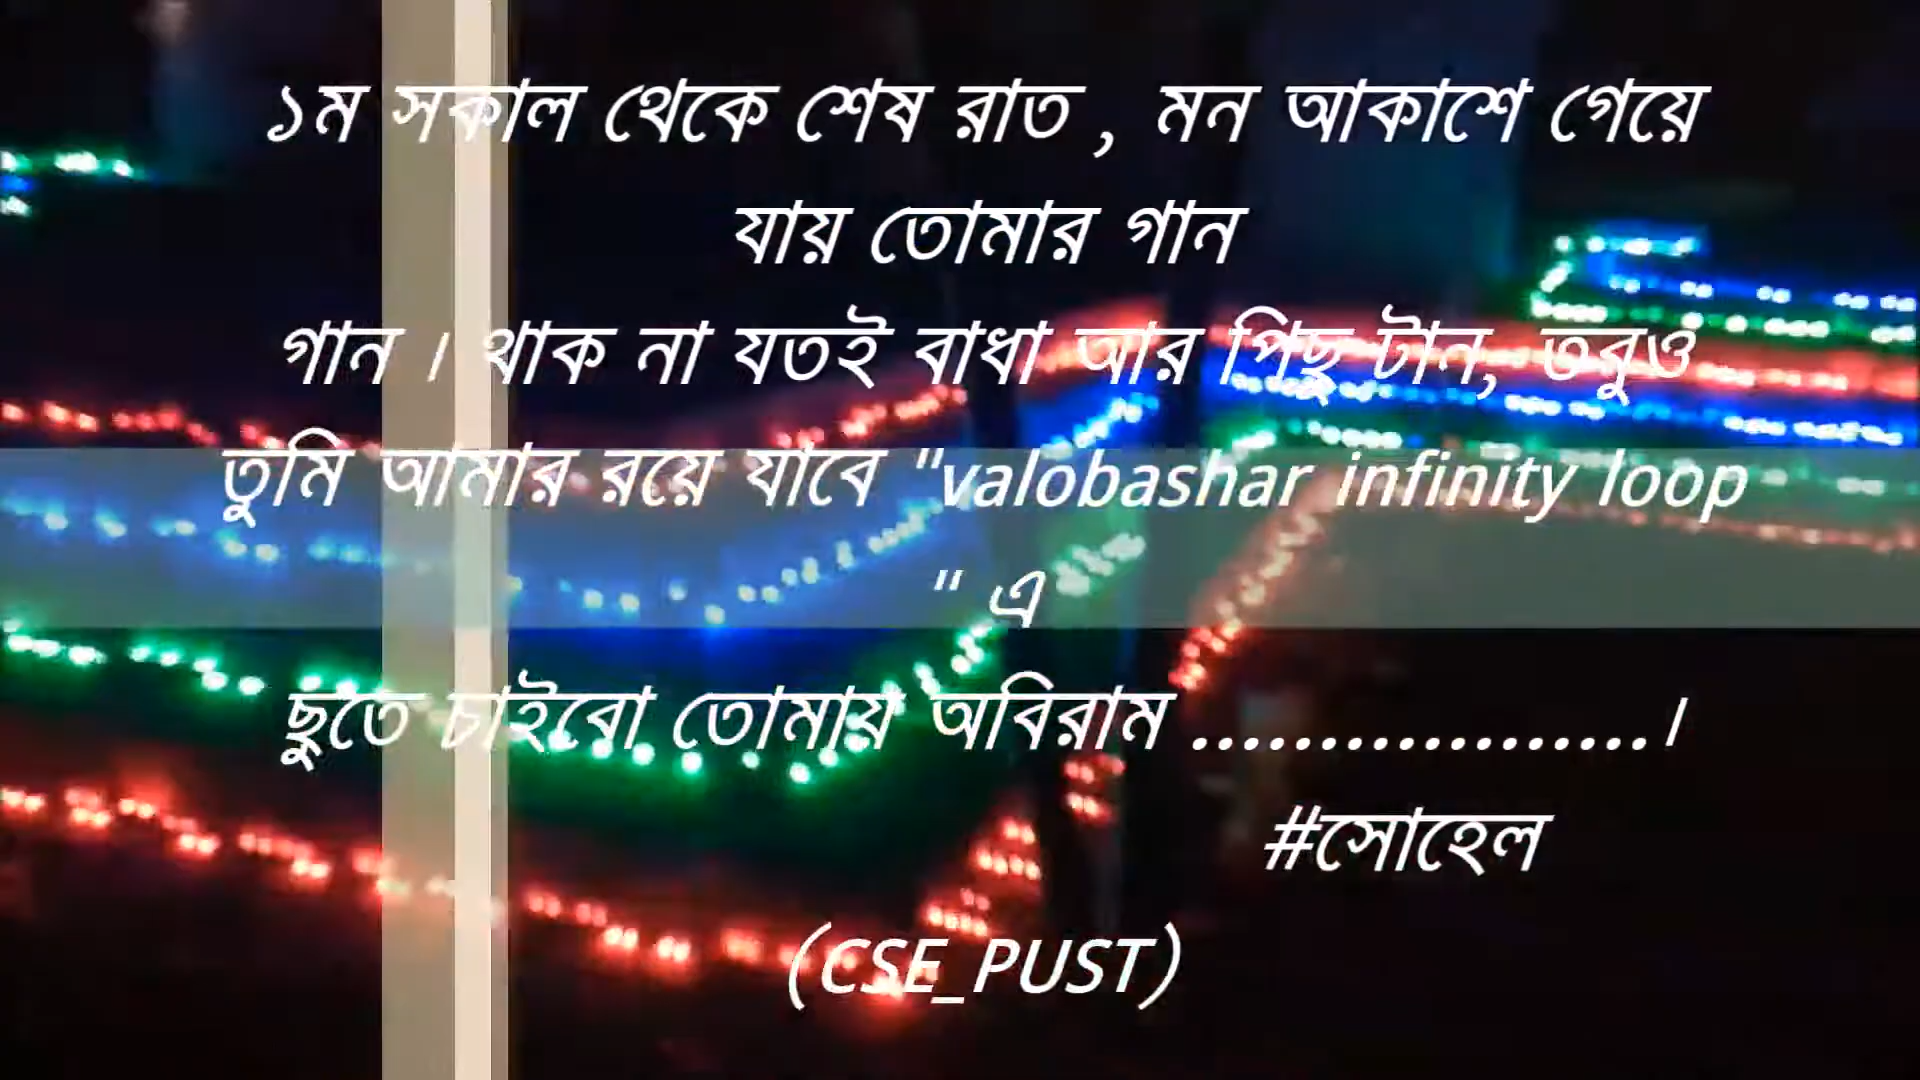 ১ম সকাল থেকে শেষ রাত , মন আকাশে গেয়ে
যায় তোমার গান
গান । থাক না যতই বাধা আর পিছু টান, তবুও
তুমি আমার রয়ে যাবে "valobashar infinity loop
" এ
ছুতে চাইবো তোমায় অবিরাম ..................।
#সোহেল
(CSE_PUST)